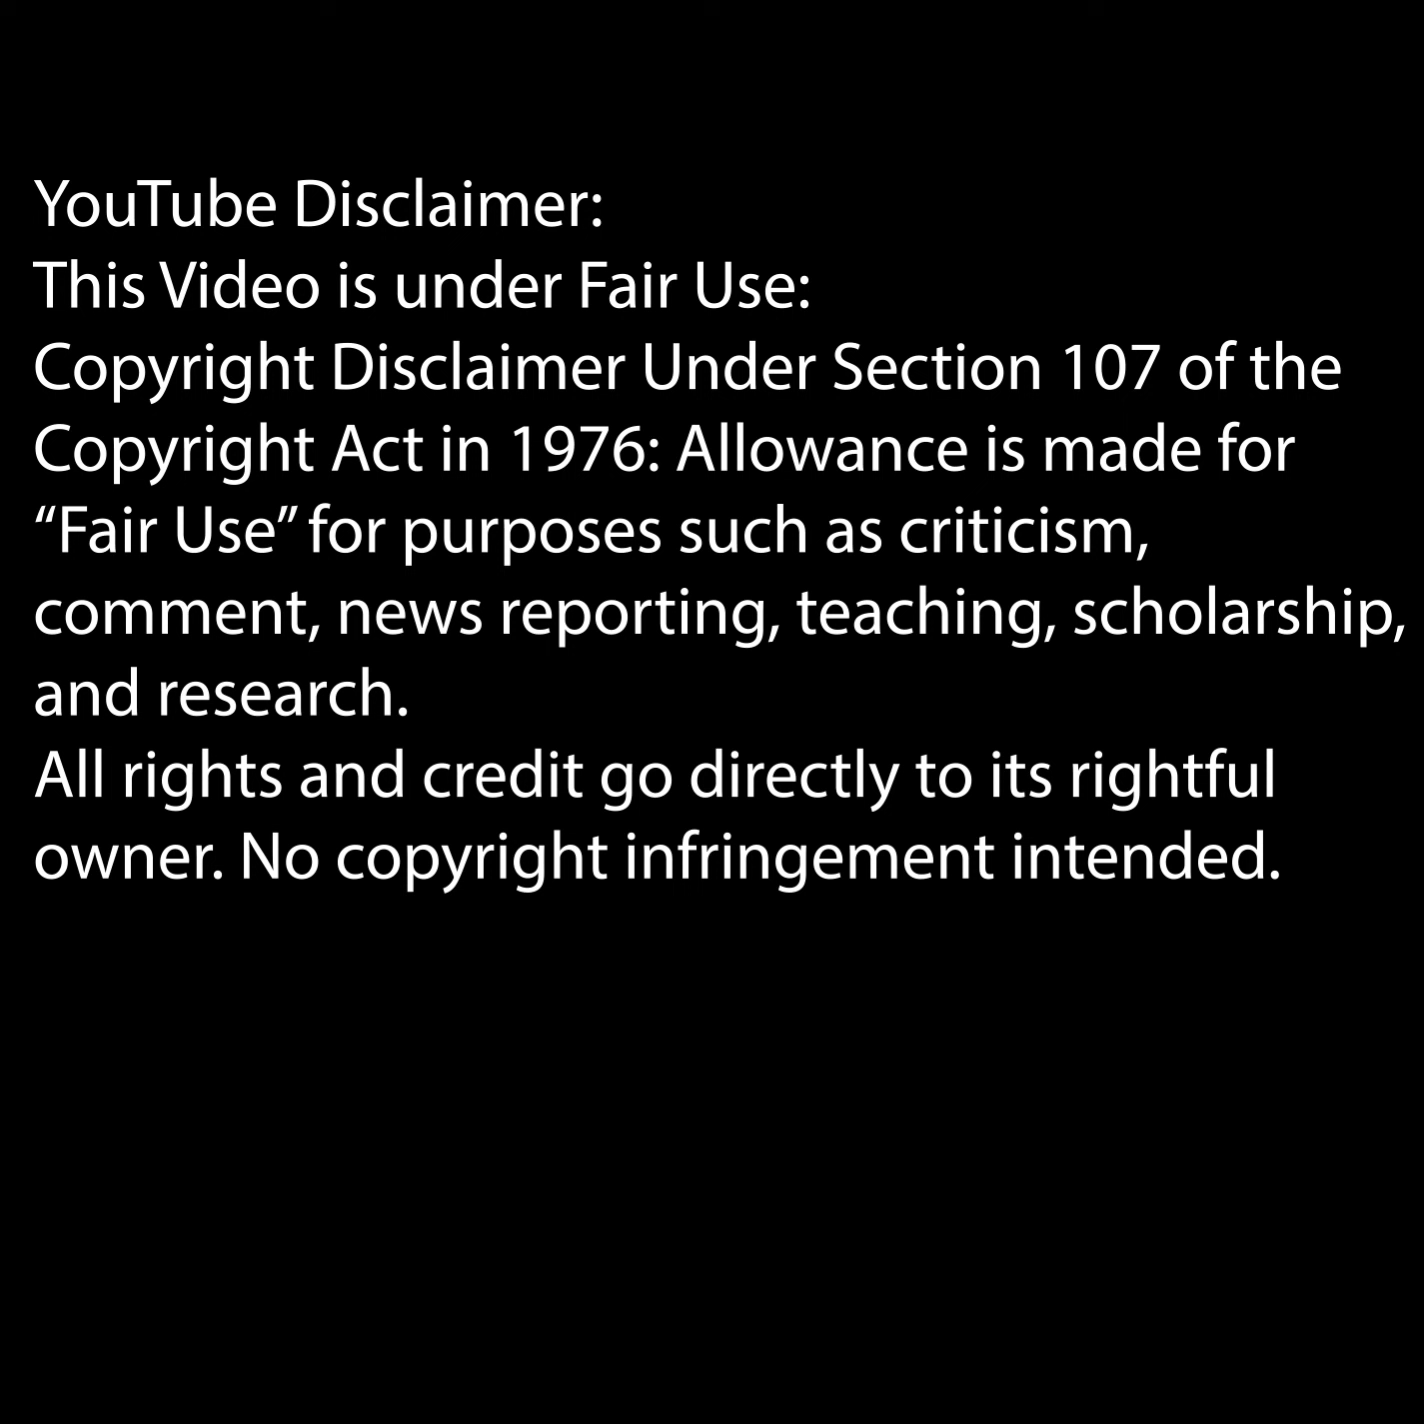 YouTube Disclaimer:
This Video is under Fair Use:
Copyright Disclaimer Under Section 107 of the
Copyright Act in 1976: Allowance is made for
“Fair Use” for purposes such as criticism,
comment, news reporting, teaching, scholarship,
and research.
All rights and credit go directly to its rightful
owner. No copyright infringement intended.